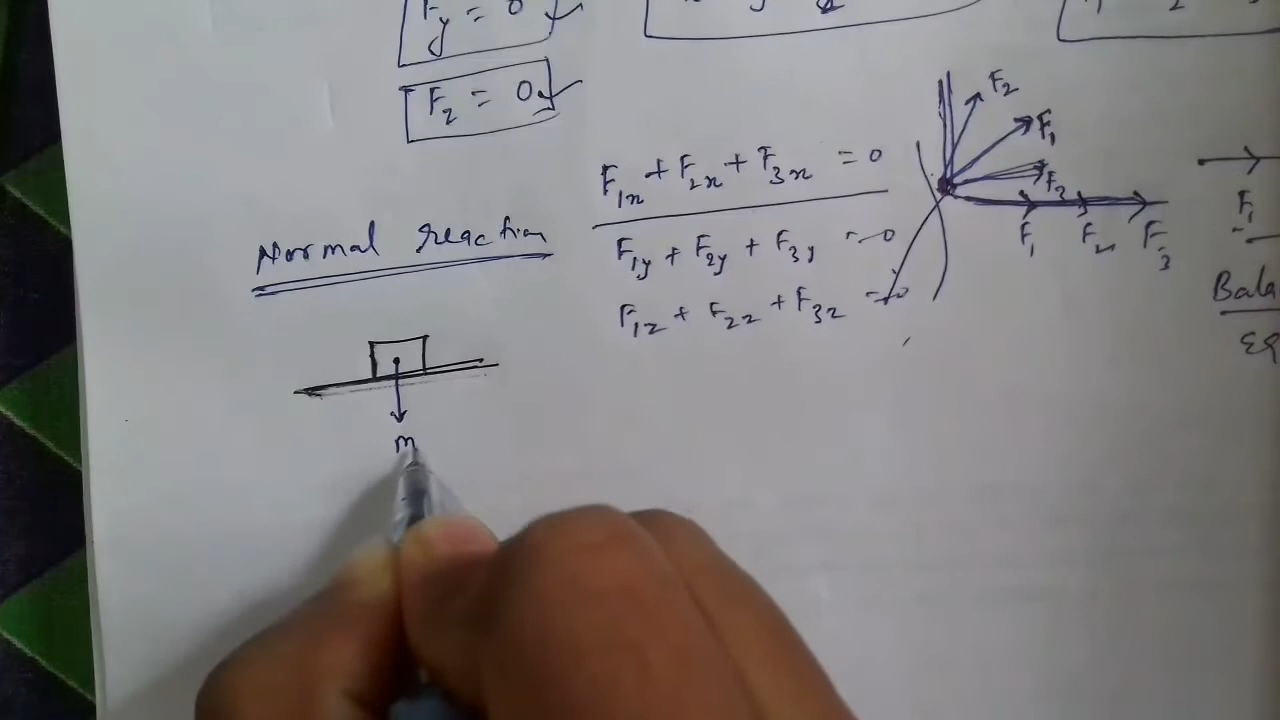 Fy = 0
Fz = 0
F1x + F2x + F3x = 0
F1y + F2y + F3y = 0
F1z + F2z + F3z = 0
F2
F1
F3
F1 F2 F3
F1
Normal reaction
m